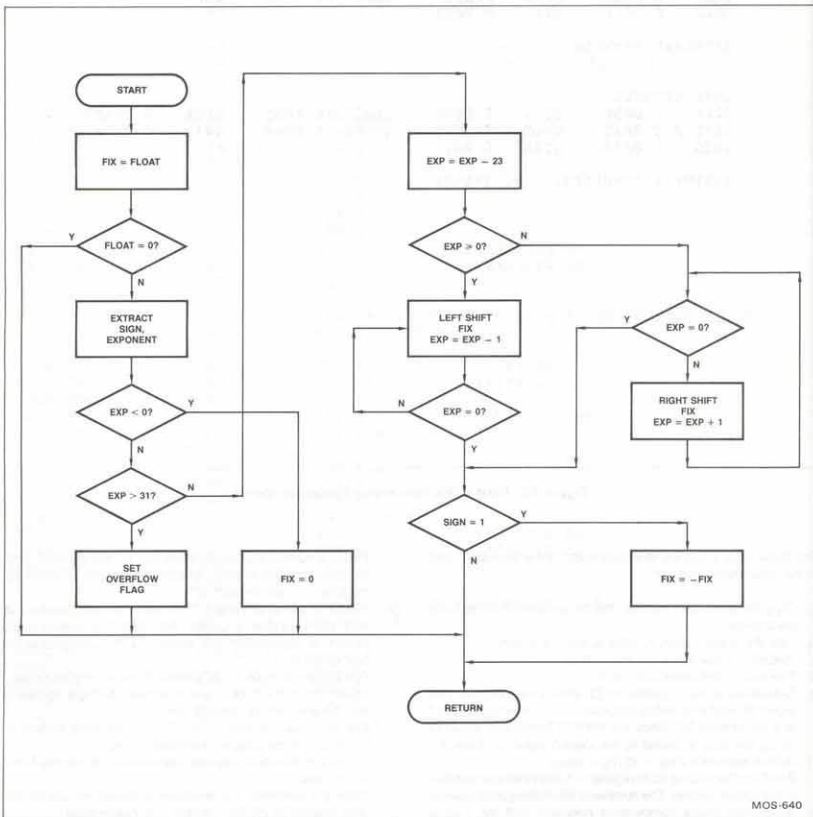 START
FIX = FLOAT
Y
FLOAT = 0?
N
EXTRACT
SIGN,
EXPONENT
EXP < 0?
Y
N
EXP > 31?
N
Y
SET
OVERFLOW
FLAG
FIX = 0
EXP = EXP − 23
EXP ≥ 0?
N
Y
LEFT SHIFT
FIX
EXP = EXP − 1
N
EXP = 0?
Y
Y
EXP = 0?
N
RIGHT SHIFT
FIX
EXP = EXP + 1
SIGN = 1
Y
N
FIX = −FIX
RETURN
MOS-640